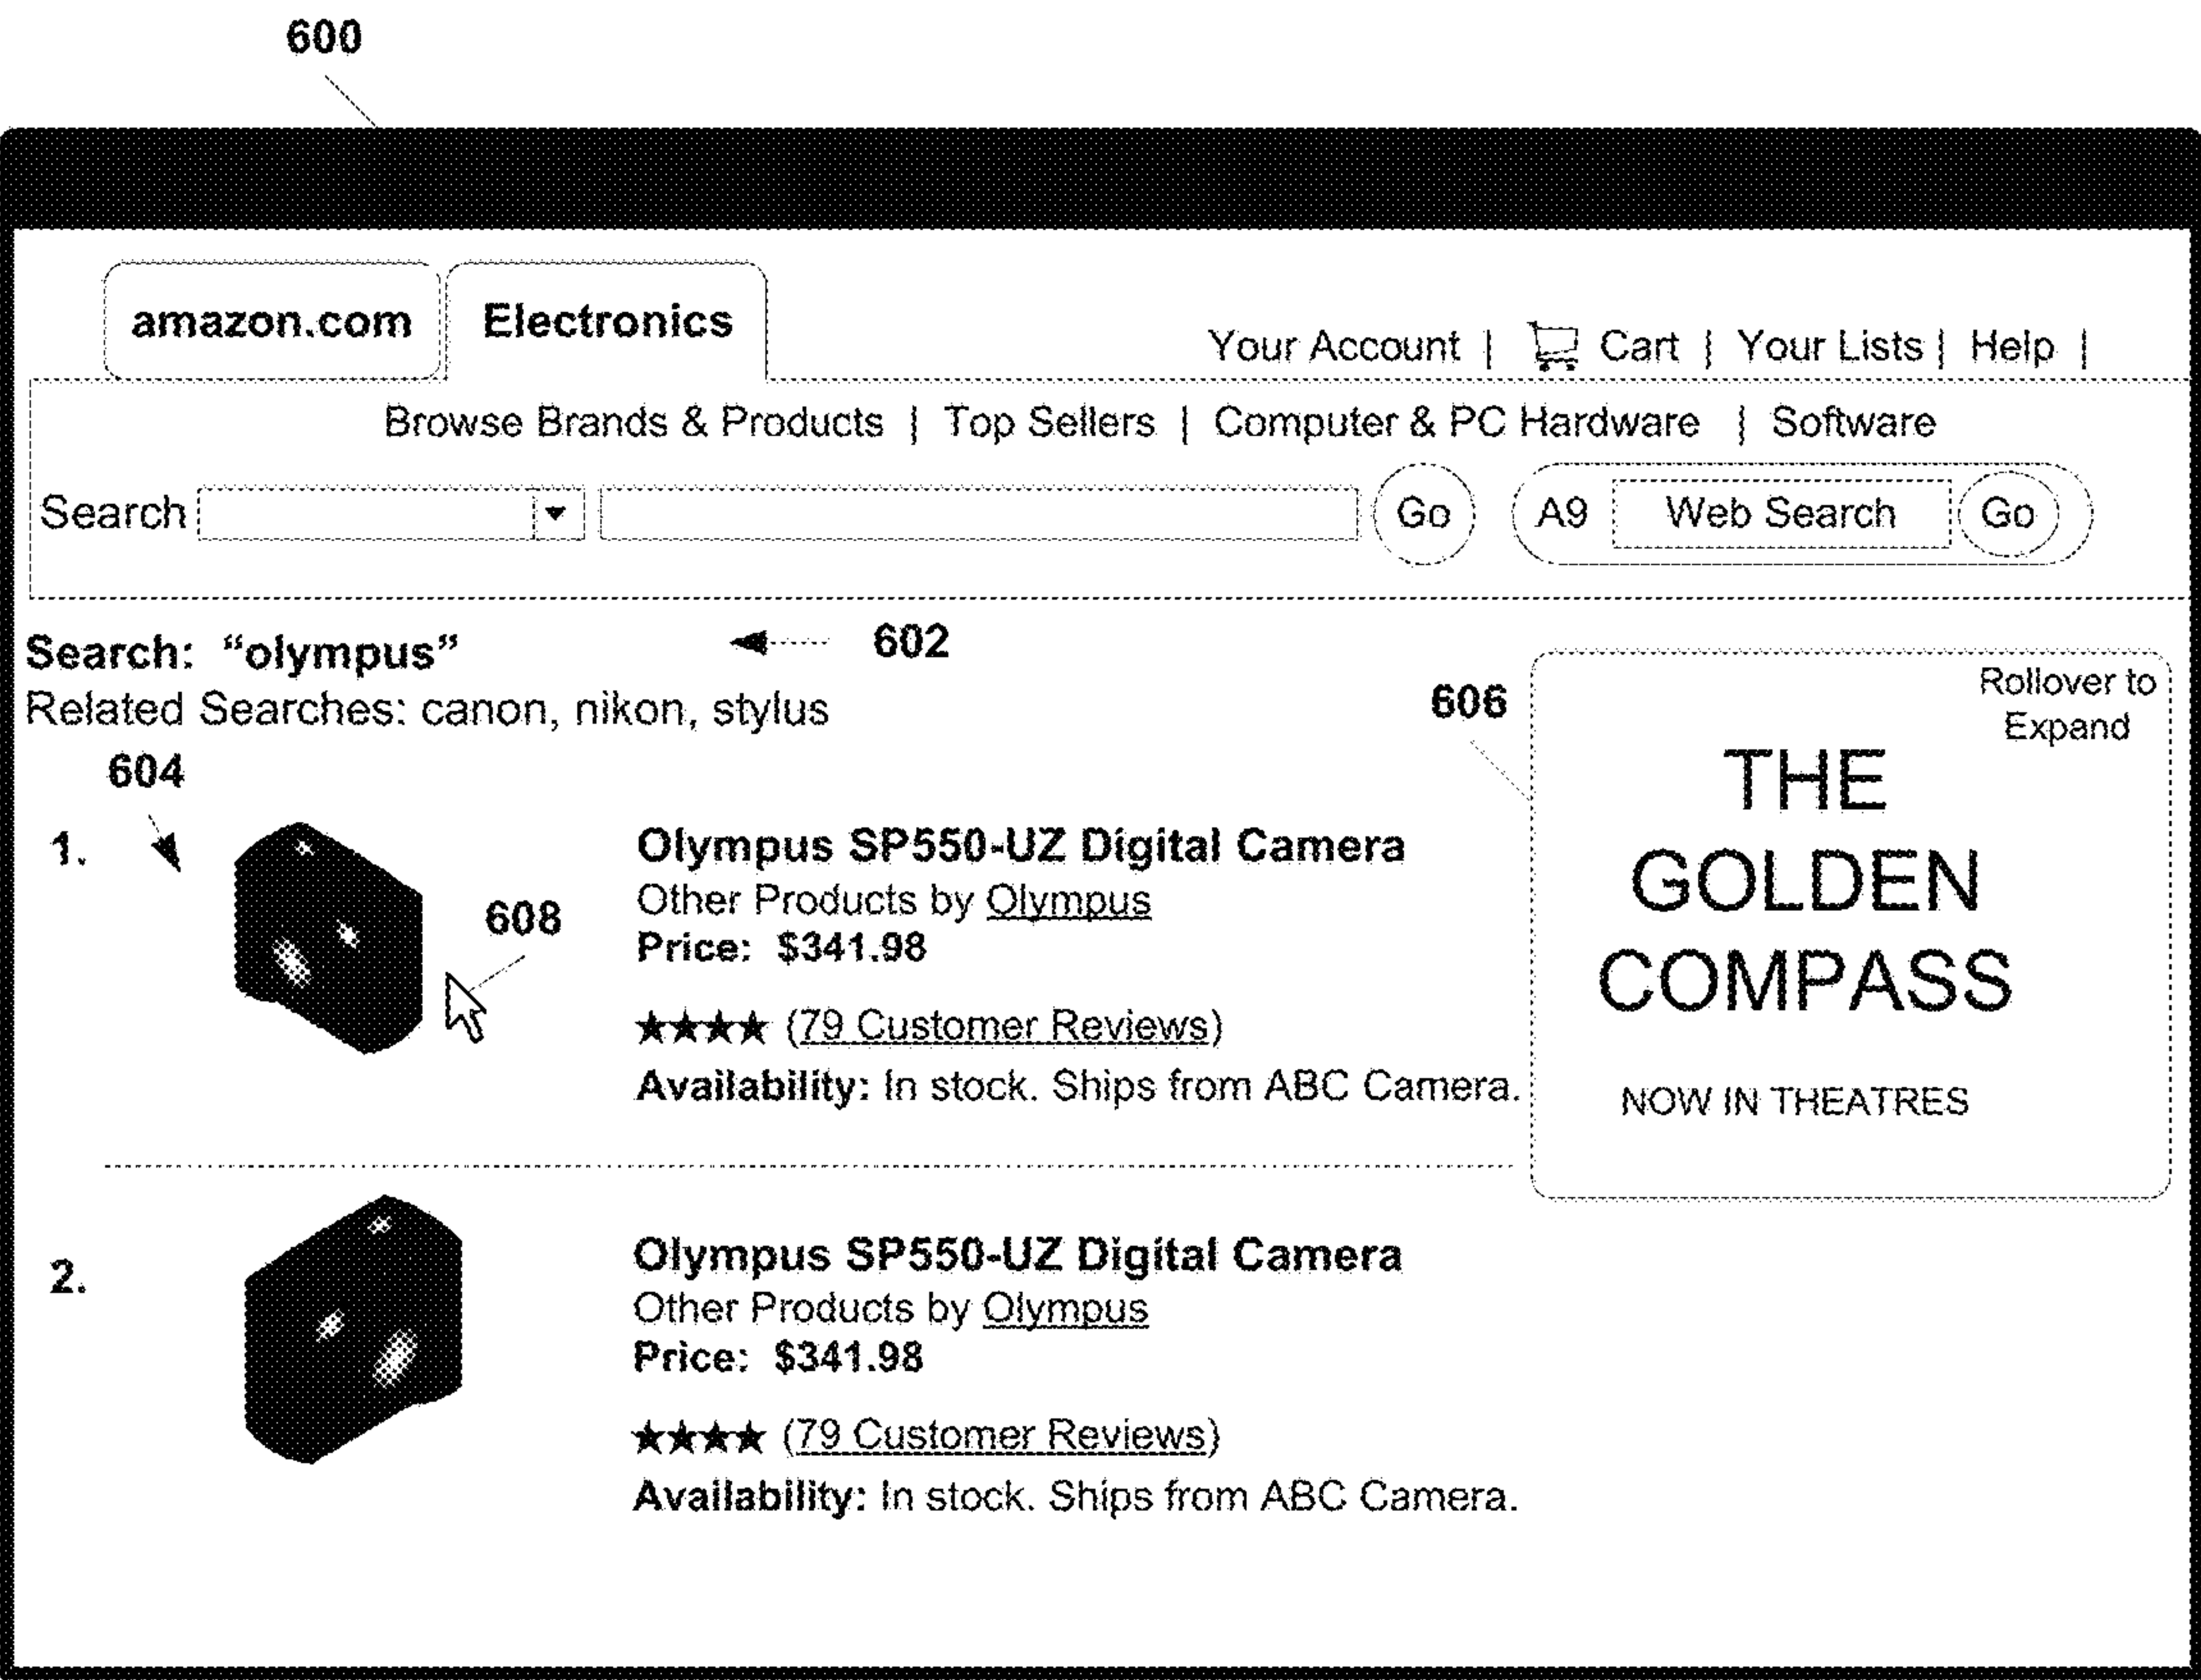 600
amazon.com Electronics
Your Account | Cart | Your Lists | Help |
Browse Brands & Products | Top Sellers | Computer & PC Hardware | Software
Search Go A9 Web Search Go
Search: “olympus” 602
Related Searches: canon, nikon, stylus
604
1.
608
Olympus SP550-UZ Digital Camera
Other Products by Olympus
Price: $341.98
★★★★ (79 Customer Reviews)
Availability: In stock. Ships from ABC Camera.
606
Rollover to
Expand
THE
GOLDEN
COMPASS
NOW IN THEATRES
2.
Olympus SP550-UZ Digital Camera
Other Products by Olympus
Price: $341.98
★★★★ (79 Customer Reviews)
Availability: In stock. Ships from ABC Camera.